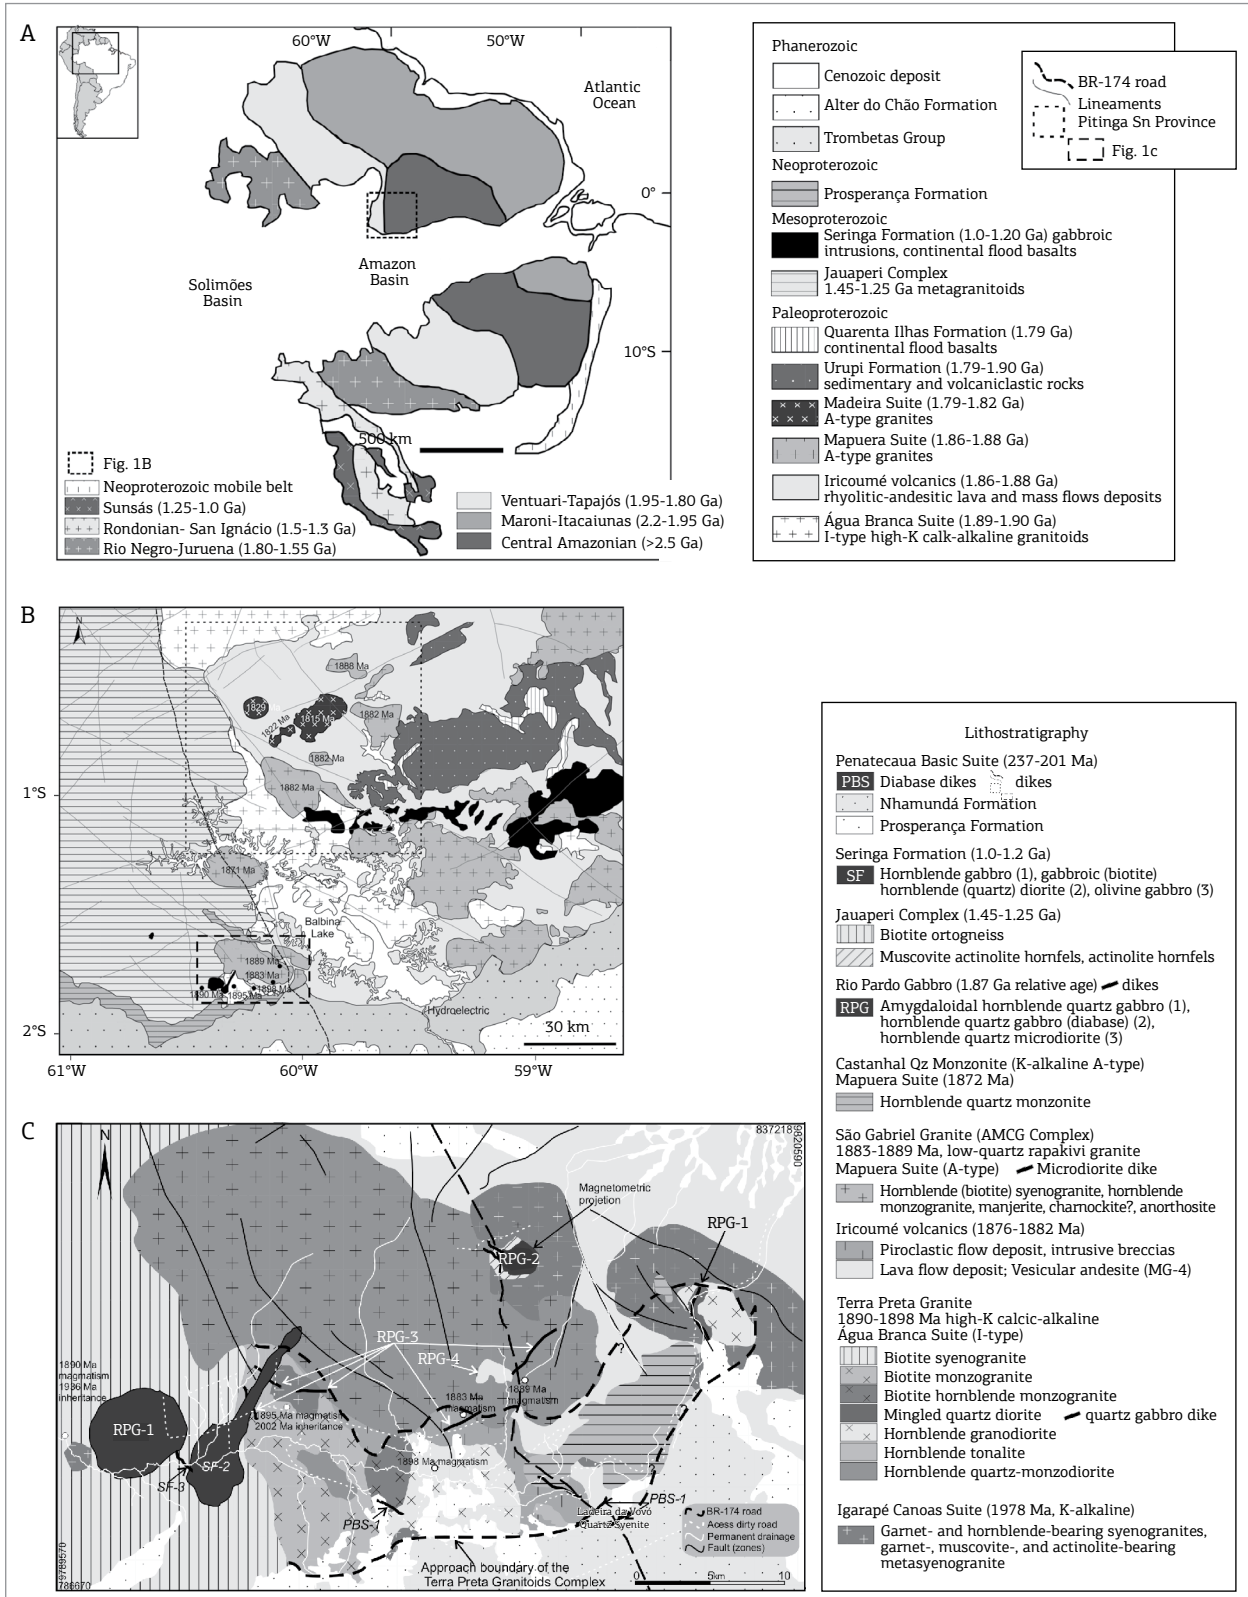 A
60°W
50°W
Atlantic
Ocean
0°
Amazon
Basin
Solimões
Basin
10°S
500 km
Fig. 1B
Neoproterozoic mobile belt
Sunsás (1.25-1.0 Ga)
Rondonian- San Ignácio (1.5-1.3 Ga)
Rio Negro-Juruena (1.80-1.55 Ga)
Ventuari-Tapajós (1.95-1.80 Ga)
Maroni-Itacaiunas (2.2-1.95 Ga)
Central Amazonian (>2.5 Ga)
Phanerozoic
Cenozoic deposit
Alter do Chão Formation
Trombetas Group
Neoproterozoic
Prosperança Formation
Mesoproterozoic
Seringa Formation (1.0-1.20 Ga) gabbroic
intrusions, continental flood basalts
Jauaperi Complex
1.45-1.25 Ga metagranitoids
Paleoproterozoic
Quarenta Ilhas Formation (1.79 Ga)
continental flood basalts
Urupi Formation (1.79-1.90 Ga)
sedimentary and volcaniclastic rocks
Madeira Suite (1.79-1.82 Ga)
A-type granites
Mapuera Suite (1.86-1.88 Ga)
A-type granites
Iricoumé volcanics (1.86-1.88 Ga)
rhyolitic-andesitic lava and mass flows deposits
Água Branca Suite (1.89-1.90 Ga)
I-type high-K calk-alkaline granitoids
BR-174 road
Lineaments
Pitinga Sn Province
Fig. 1c
B
N
1888 Ma
1829
1822 Ma
1815 Ma
1882 Ma
1882 Ma
1882 Ma
1°S
1871 Ma
Balbina
Lake
1889 Ma
1883 Ma
1898 Ma
1890 Ma
1895 Ma
Hydroelectric
30 km
2°S
61°W
60°W
59°W
C
N
837218
9820590
Magnetometric
projetion
RPG-1
RPG-2
RPG-3
RPG-4
?
1890 Ma
magmatism
1936 Ma
inheritance
1883 Ma
magmatism
1889 Ma
magmatism
RPG-1
1895 Ma magmatism
2002 Ma inheritance
SF-2
1898 Ma magmatism
SF-3
?
PBS-1
PBS-1
Ladeira da Vovó
Quartz Syenite
BR-174 road
Acess dirty road
Permanent drainage
Fault (zones)
Approach boundary of the
Terra Preta Granitoids Complex
0 5km 10
9789570
786670
Lithostratigraphy
Penatecaua Basic Suite (237-201 Ma)
PBS Diabase dikes dikes
Nhamundá Formation
Prosperança Formation
Seringa Formation (1.0-1.2 Ga)
SF Hornblende gabbro (1), gabbroic (biotite)
hornblende (quartz) diorite (2), olivine gabbro (3)
Jauaperi Complex (1.45-1.25 Ga)
Biotite ortogneiss
Muscovite actinolite hornfels, actinolite hornfels
Rio Pardo Gabbro (1.87 Ga relative age) dikes
RPG Amygdaloidal hornblende quartz gabbro (1),
hornblende quartz gabbro (diabase) (2),
hornblende quartz microdiorite (3)
Castanhal Qz Monzonite (K-alkaline A-type)
Mapuera Suite (1872 Ma)
Hornblende quartz monzonite
São Gabriel Granite (AMCG Complex)
1883-1889 Ma, low-quartz rapakivi granite
Mapuera Suite (A-type) Microdiorite dike
Hornblende (biotite) syenogranite, hornblende
monzogranite, manjerite, charnockite?, anorthosite
Iricoumé volcanics (1876-1882 Ma)
Piroclastic flow deposit, intrusive breccias
Lava flow deposit; Vesicular andesite (MG-4)
Terra Preta Granite
1890-1898 Ma high-K calcic-alkaline
Água Branca Suite (I-type)
Biotite syenogranite
Biotite monzogranite
Biotite hornblende monzogranite
Mingled quartz diorite quartz gabbro dike
Hornblende granodiorite
Hornblende tonalite
Hornblende quartz-monzodiorite
Igarapé Canoas Suite (1978 Ma, K-alkaline)
Garnet- and hornblende-bearing syenogranites,
garnet-, muscovite-, and actinolite-bearing
metasyenogranite